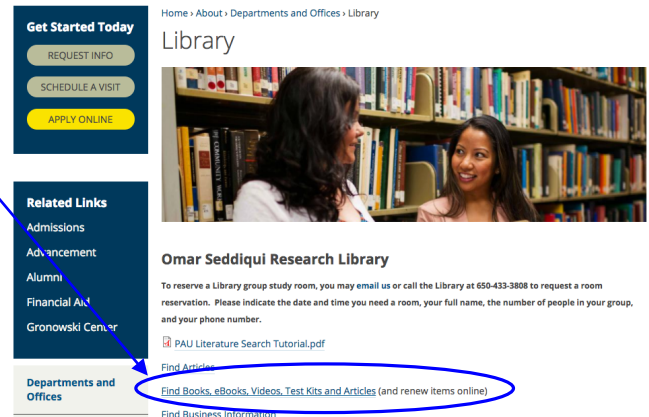 Get Started Today
REQUEST INFO
SCHEDULE A VISIT
APPLY ONLINE
Related Links
Admissions
Advancement
Alumni
Financial Aid
Gronowski Center
Departments and
Offices
Home › About › Departments and Offices › Library
Library
Omar Seddiqui Research Library
To reserve a Library group study room, you may email us or call the Library at 650-433-3808 to request a room
reservation. Please indicate the date and time you need a room, your full name, the number of people in your group,
and your phone number.
PAU Literature Search Tutorial.pdf
Find Articles
Find Books, eBooks, Videos, Test Kits and Articles (and renew items online)
Find Business Information